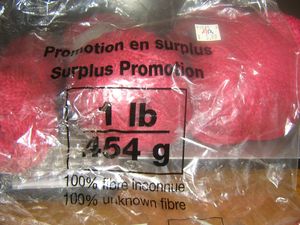 Promotion en surplus
Surplus Promotion
1 lb
454 g
100% fibre inconnue
100% unknown fibre